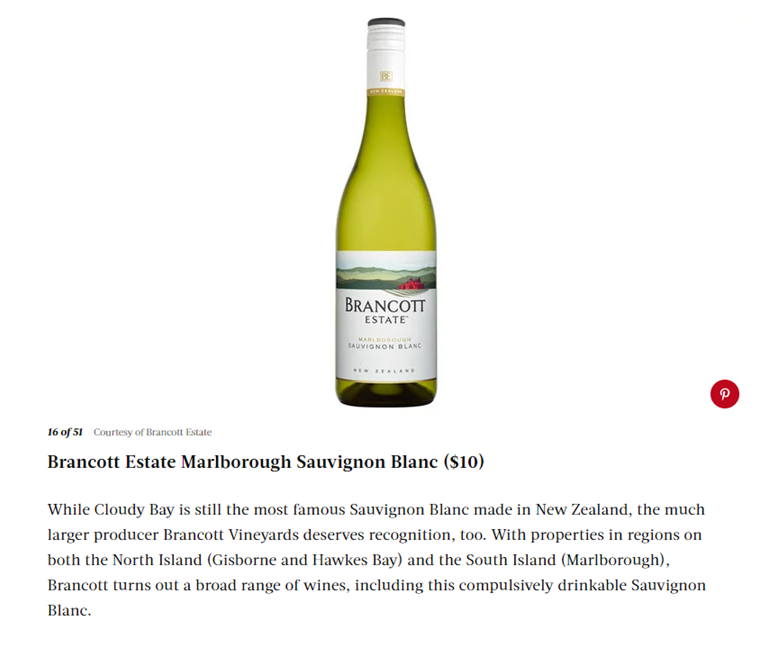 BE
NEW ZEALAND
BRANCOTT
ESTATE™
MARLBOROUGH
SAUVIGNON BLANC
NEW ZEALAND
16 of 51 Courtesy of Brancott Estate
Brancott Estate Marlborough Sauvignon Blanc ($10)
While Cloudy Bay is still the most famous Sauvignon Blanc made in New Zealand, the much
larger producer Brancott Vineyards deserves recognition, too. With properties in regions on
both the North Island (Gisborne and Hawkes Bay) and the South Island (Marlborough),
Brancott turns out a broad range of wines, including this compulsively drinkable Sauvignon
Blanc.